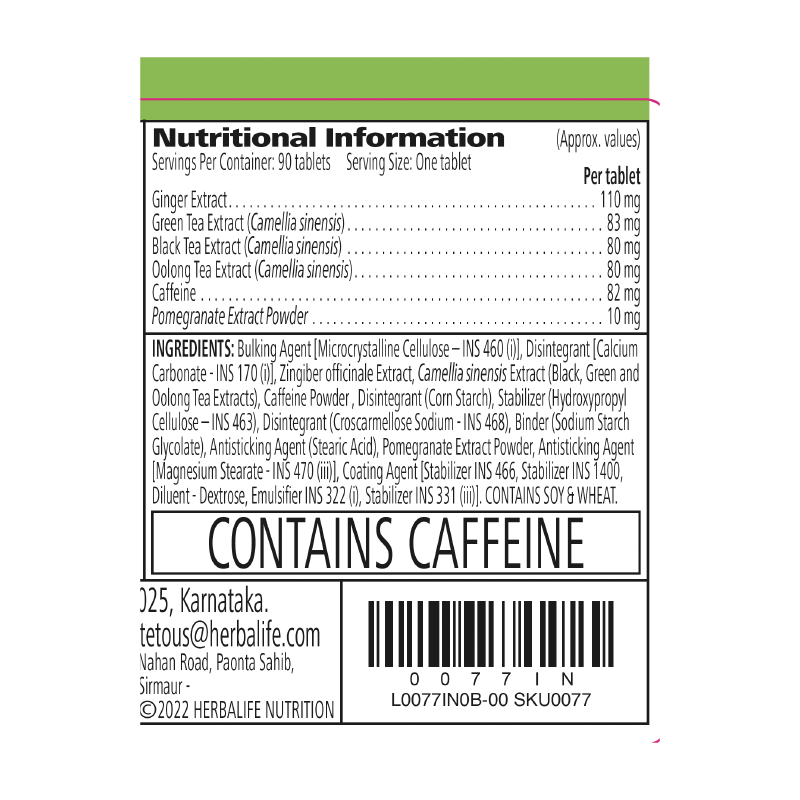 Nutritional Information (Approx. values)
Servings Per Container: 90 tablets Serving Size: One tablet
Per tablet
Ginger Extract 110 mg
Green Tea Extract (Camellia sinensis) 83 mg
Black Tea Extract (Camellia sinensis) 80 mg
Oolong Tea Extract (Camellia sinensis) 80 mg
Caffeine 82 mg
Pomegranate Extract Powder 10 mg
INGREDIENTS: Bulking Agent [Microcrystalline Cellulose – INS 460 (i)], Disintegrant [Calcium
Carbonate - INS 170 (i)], Zingiber officinale Extract, Camellia sinensis Extract (Black, Green and
Oolong Tea Extracts), Caffeine Powder , Disintegrant (Corn Starch), Stabilizer (Hydroxypropyl
Cellulose – INS 463), Disintegrant (Croscarmellose Sodium - INS 468), Binder (Sodium Starch
Glycolate), Antisticking Agent (Stearic Acid), Pomegranate Extract Powder, Antisticking Agent
[Magnesium Stearate - INS 470 (iii)], Coating Agent [Stabilizer INS 466, Stabilizer INS 1400,
Diluent - Dextrose, Emulsifier INS 322 (i), Stabilizer INS 331 (iii)]. CONTAINS SOY & WHEAT.
CONTAINS CAFFEINE
025, Karnataka.
tetous@herbalife.com
Nahan Road, Paonta Sahib,
Sirmaur -
©2022 HERBALIFE NUTRITION
0077IN
L0077IN0B-00 SKU0077